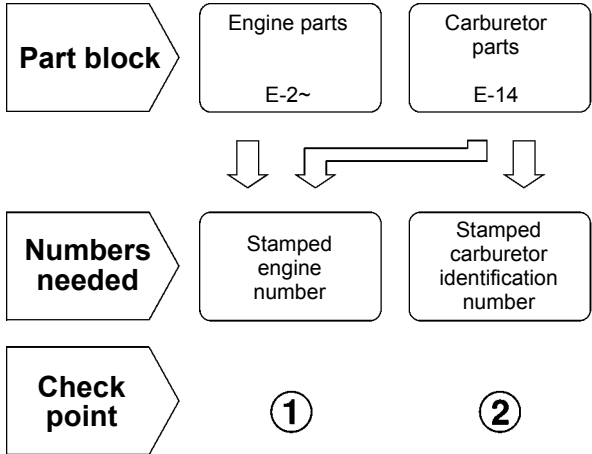 Part block
Engine parts
E-2~
Carburetor
parts
E-14
Numbers
needed
Stamped
engine
number
Stamped
carburetor
identification
number
Check
point
1
2